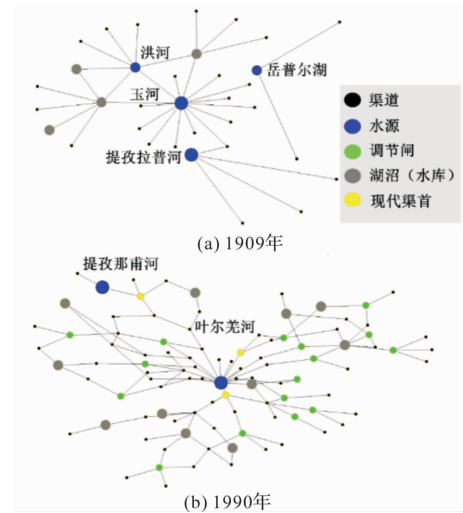 洪河
岳普尔湖
玉河
提孜拉普河
渠道
水源
调节闸
湖沼（水库）
现代渠首
(a) 1909年
提孜那甫河
叶尔羌河
(b) 1990年